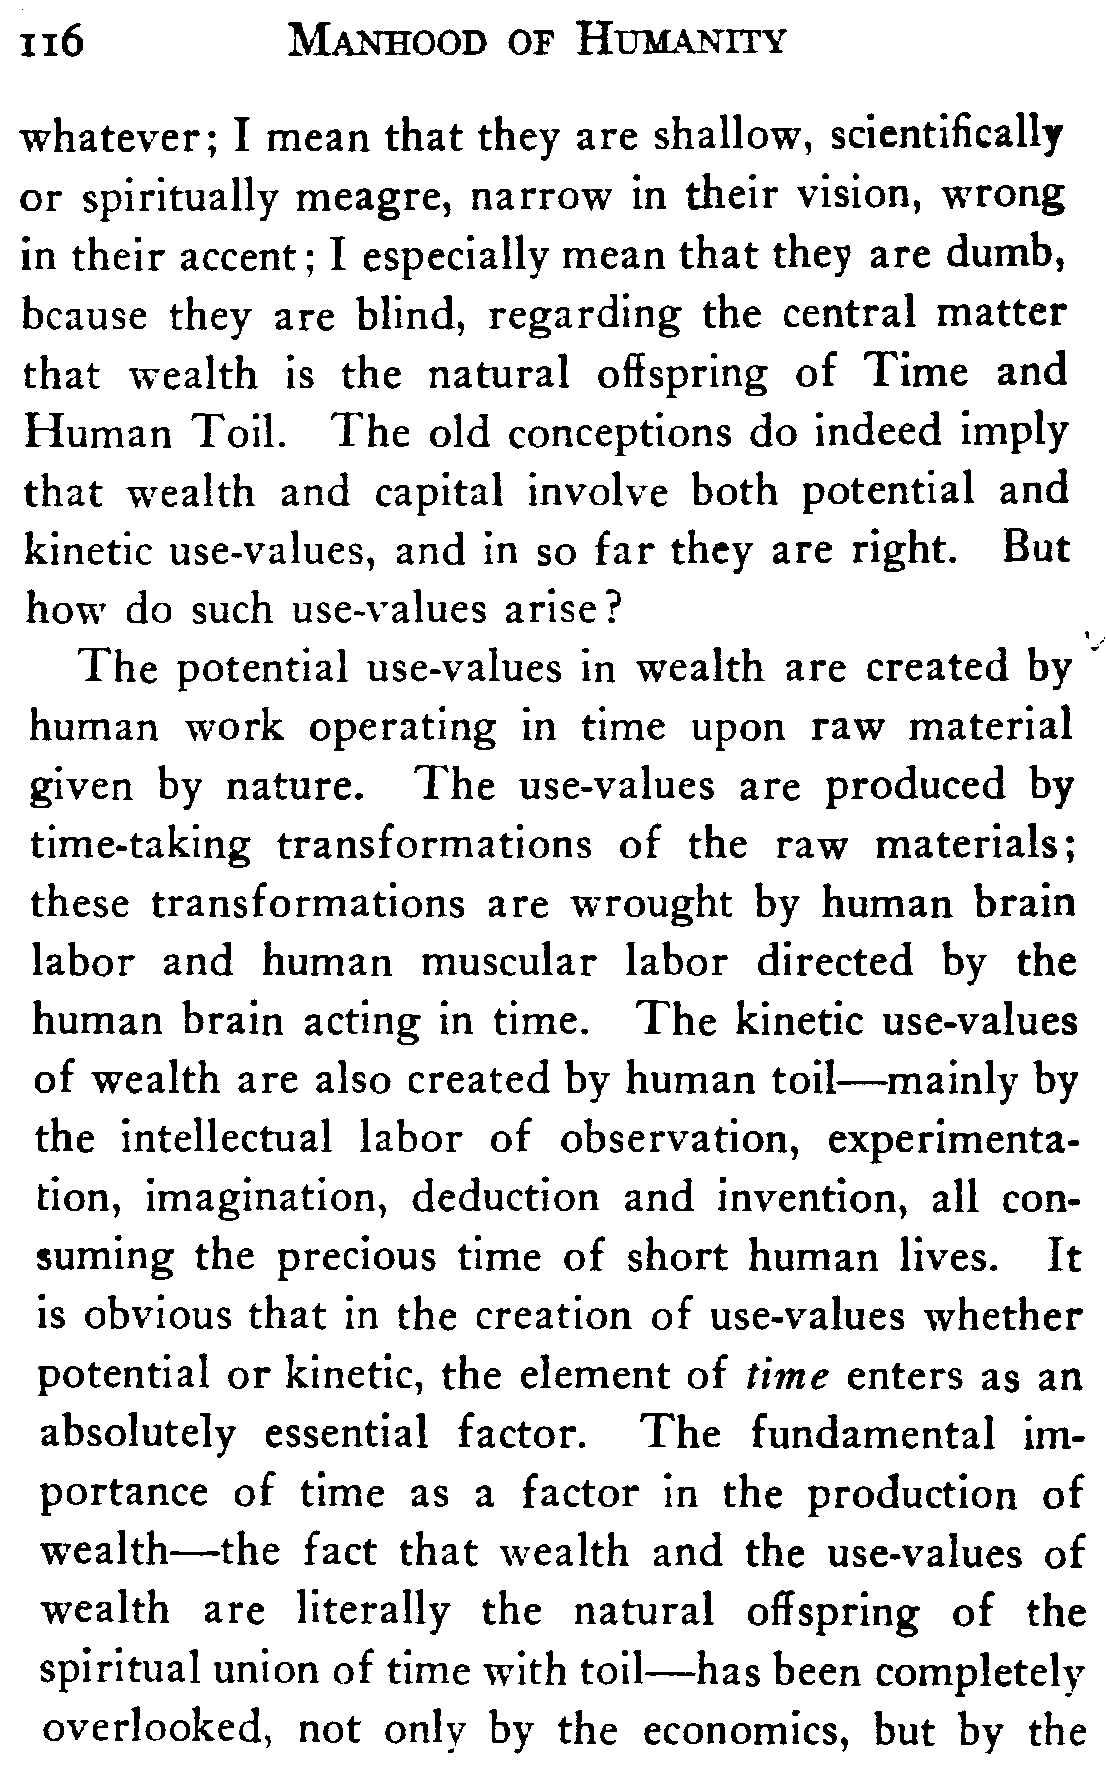 116 Manhood of Humanity
whatever; I mean that they are shallow, scientifically
or spiritually meagre, narrow in their vision, wrong
in their accent; I especially mean that they are dumb,
bcause they are blind, regarding the central matter
that wealth is the natural offspring of Time and
Human Toil. The old conceptions do indeed imply
that wealth and capital involve both potential and
kinetic use-values, and in so far they are right. But
how do such use-values arise?
The potential use-values in wealth are created by
human work operating in time upon raw material
given by nature. The use-values are produced by
time-taking transformations of the raw materials;
these transformations are wrought by human brain
labor and human muscular labor directed by the
human brain acting in time. The kinetic use-values
of wealth are also created by human toil—mainly by
the intellectual labor of observation, experimenta-
tion, imagination, deduction and invention, all con-
suming the precious time of short human lives. It
is obvious that in the creation of use-values whether
potential or kinetic, the element of time enters as an
absolutely essential factor. The fundamental im-
portance of time as a factor in the production of
wealth—the fact that wealth and the use-values of
wealth are literally the natural offspring of the
spiritual union of time with toil—has been completely
overlooked, not only by the economics, but by the